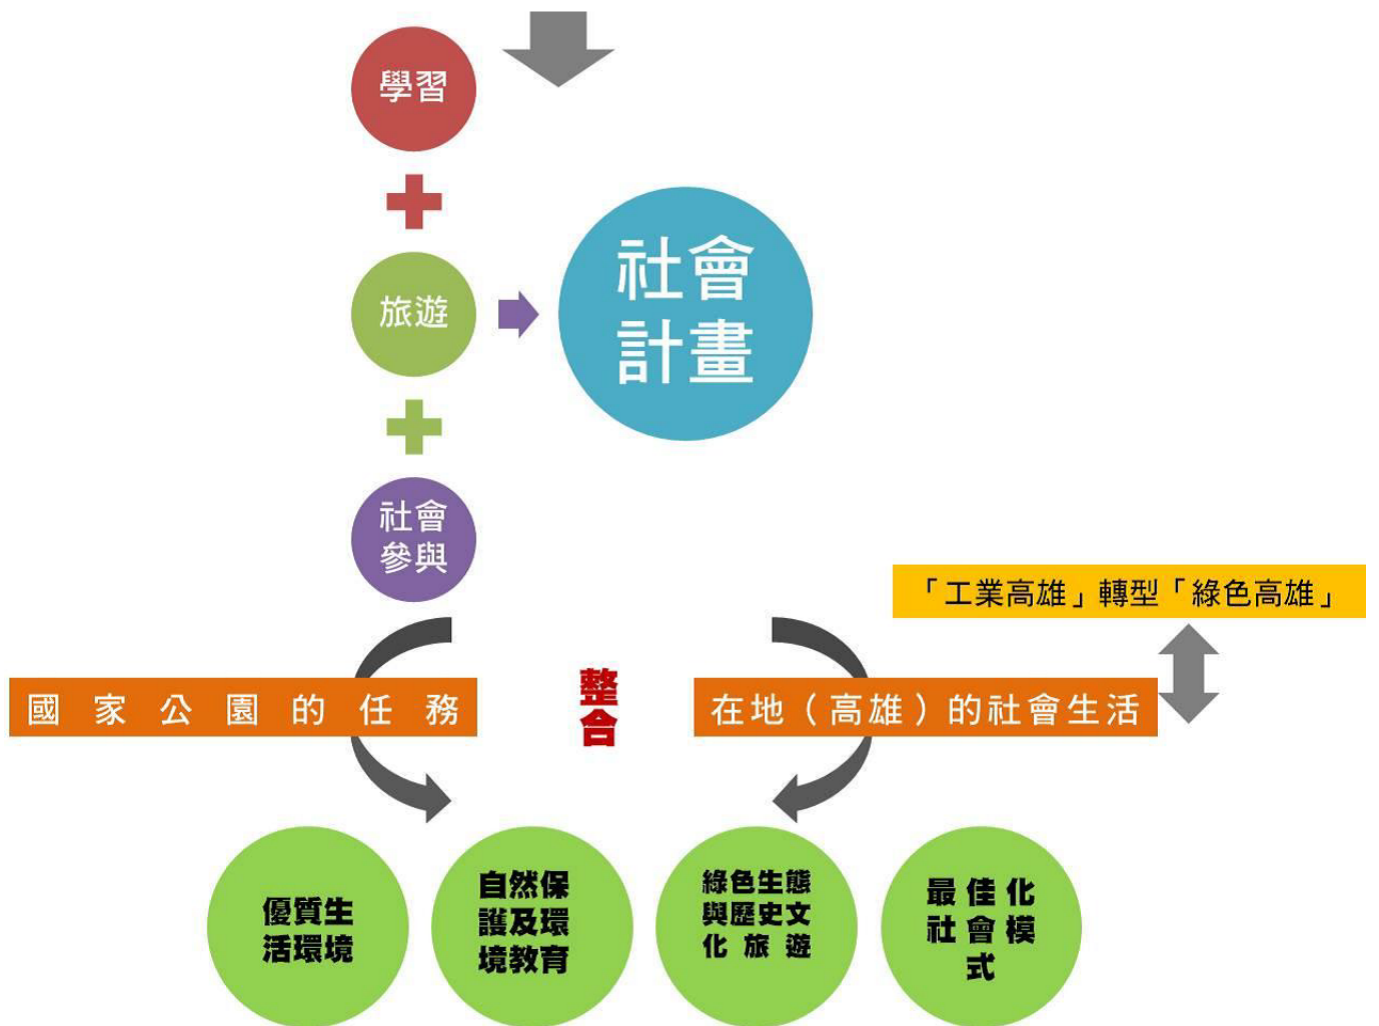 學習
旅遊
社會
計畫
社會
參與
「工業高雄」轉型「綠色高雄」
國家公園的任務
整
合
在地（高雄）的社會生活
優質生
活環境
自然保
護及環
境教育
綠色生態
與歷史文
化旅遊
最佳化
社會模
式